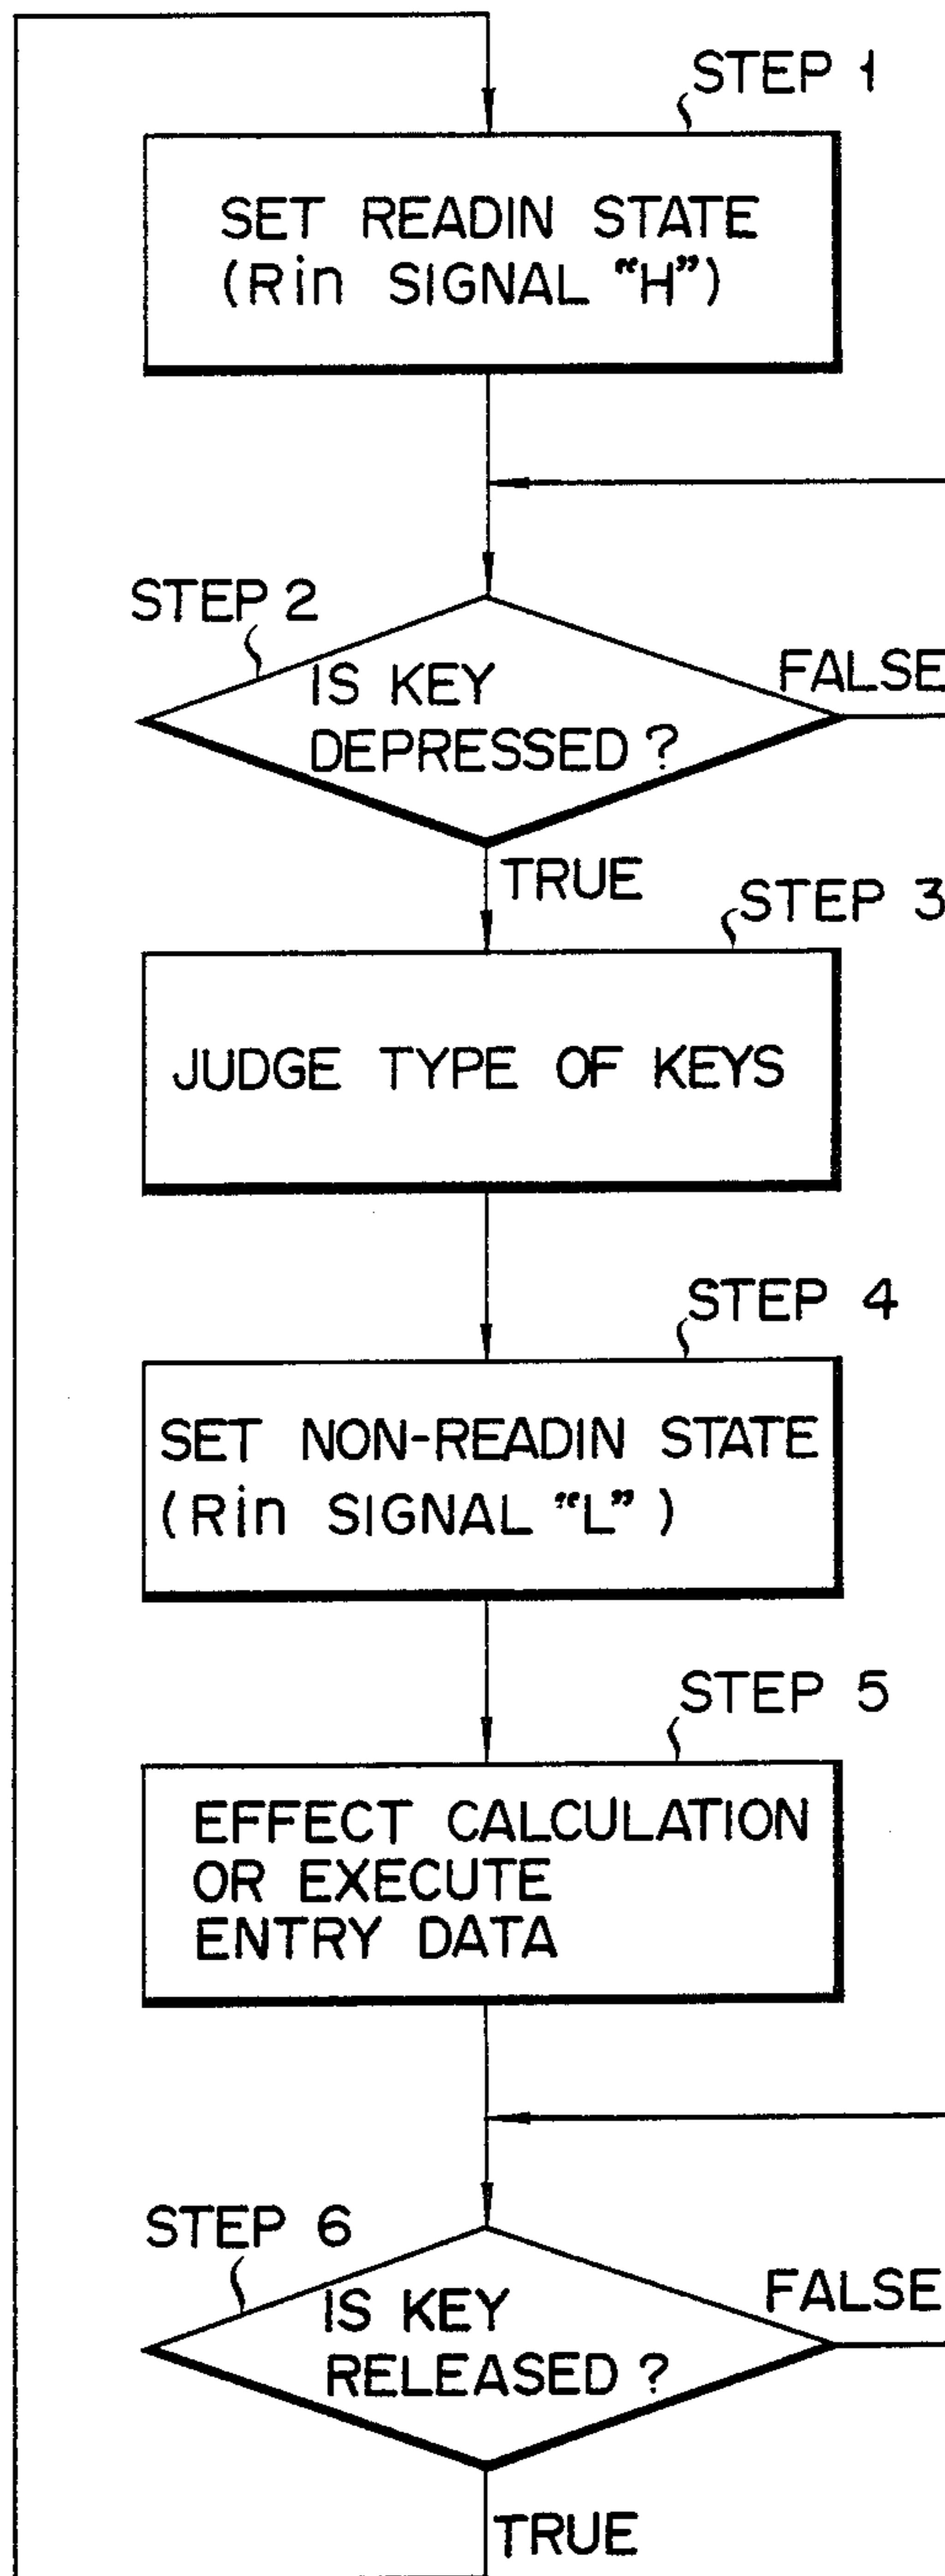 STEP 1
SET READIN STATE
(Rin SIGNAL "H")
STEP 2
IS KEY
DEPRESSED ?
FALSE
TRUE
STEP 3
JUDGE TYPE OF KEYS
STEP 4
SET NON-READIN STATE
(Rin SIGNAL "L" )
STEP 5
EFFECT CALCULATION
OR EXECUTE
ENTRY DATA
STEP 6
IS KEY
RELEASED ?
FALSE
TRUE